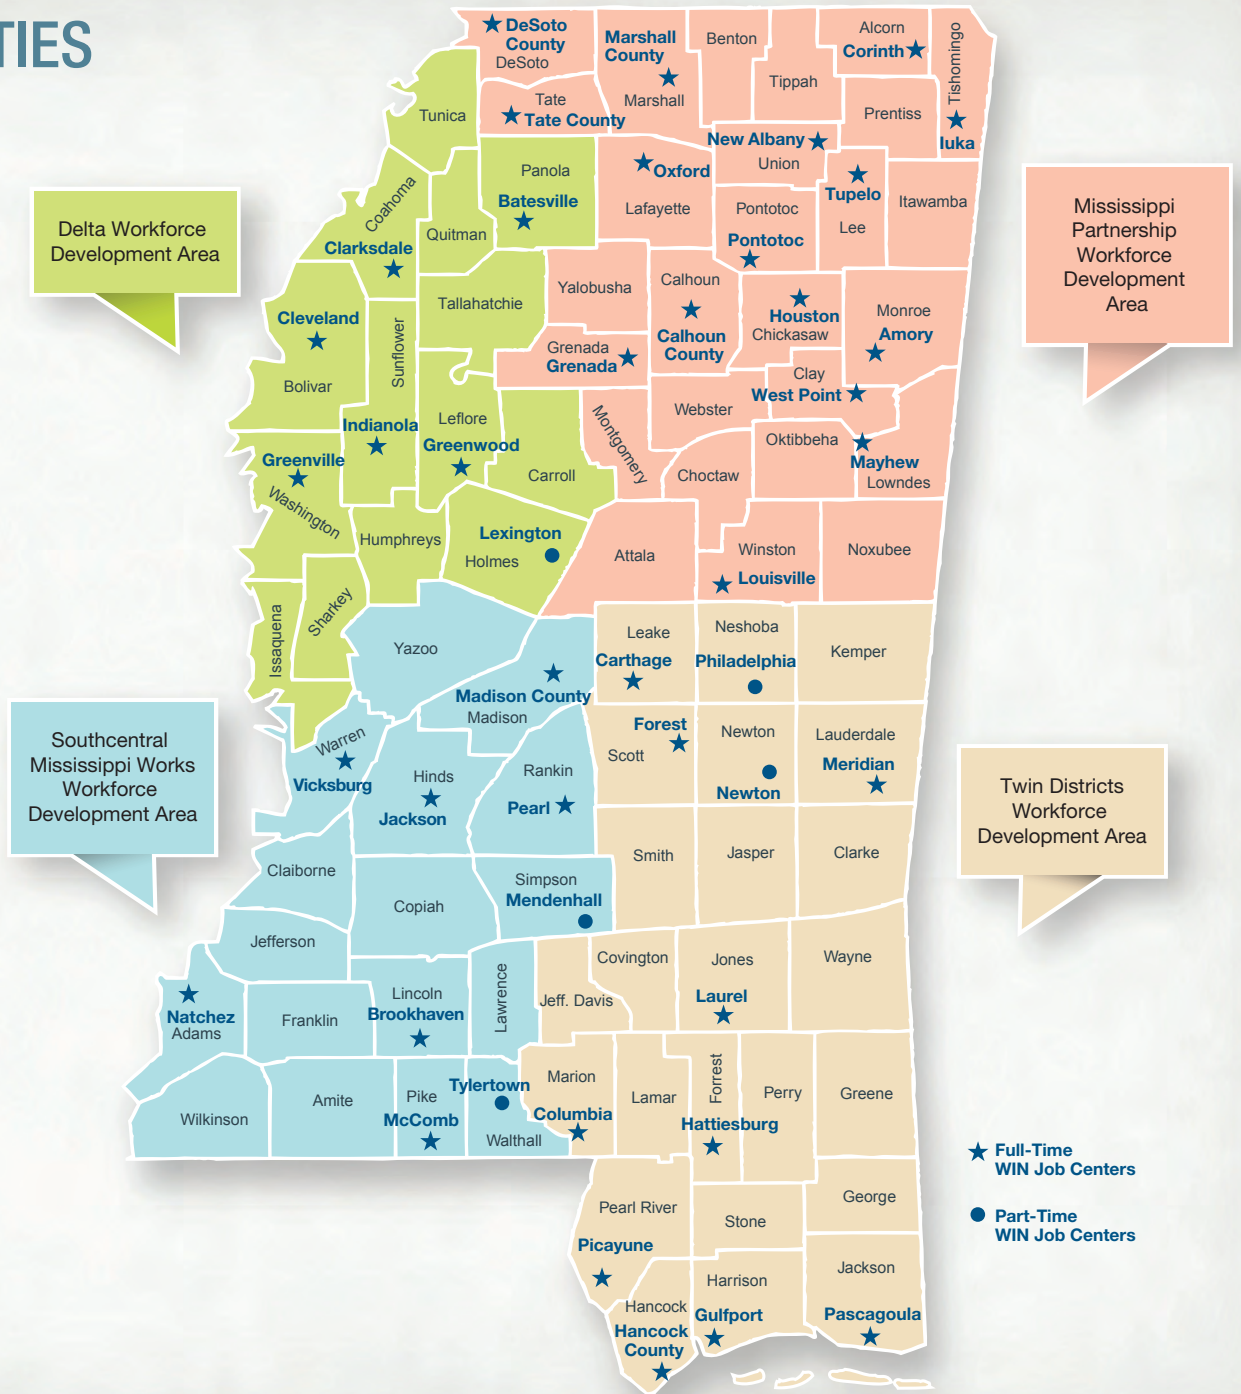 TIES
DeSoto
County
DeSoto
Marshall
County
Marshall
Benton
Tippah
Alcorn
Corinth
Tishomingo
Iuka
Prentiss
Tunica
Tate
Tate County
New Albany
Union
Panola
Batesville
Oxford
Lafayette
Pontotoc
Pontotoc
Tupelo
Lee
Itawamba
Coahoma
Clarksdale
Quitman
Delta Workforce
Development Area
Mississippi
Partnership
Workforce
Development
Area
Tallahatchie
Yalobusha
Calhoun
Calhoun
County
Houston
Chickasaw
Monroe
Amory
Cleveland
Bolivar
Sunflower
Indianola
Grenada
Grenada
Clay
West Point
Webster
Leflore
Greenwood
Carroll
Montgomery
Choctaw
Oktibbeha
Mayhew
Lowndes
Greenville
Washington
Humphreys
Lexington
Holmes
Attala
Winston
Louisville
Noxubee
Issaquena
Sharkey
Yazoo
Leake
Carthage
Neshoba
Philadelphia
Kemper
Madison County
Madison
Southcentral
Mississippi Works
Workforce
Development Area
Warren
Vicksburg
Hinds
Jackson
Rankin
Pearl
Forest
Scott
Newton
Newton
Lauderdale
Meridian
Twin Districts
Workforce
Development Area
Claiborne
Copiah
Simpson
Mendenhall
Smith
Jasper
Clarke
Jefferson
Natchez
Adams
Franklin
Lincoln
Brookhaven
Lawrence
Jeff. Davis
Covington
Jones
Laurel
Wayne
Wilkinson
Amite
Pike
McComb
Tylertown
Walthall
Marion
Columbia
Lamar
Forrest
Hattiesburg
Perry
Greene
Full-Time
WIN Job Centers
Part-Time
WIN Job Centers
Pearl River
Picayune
Stone
George
Hancock
Hancock
County
Harrison
Gulfport
Jackson
Pascagoula